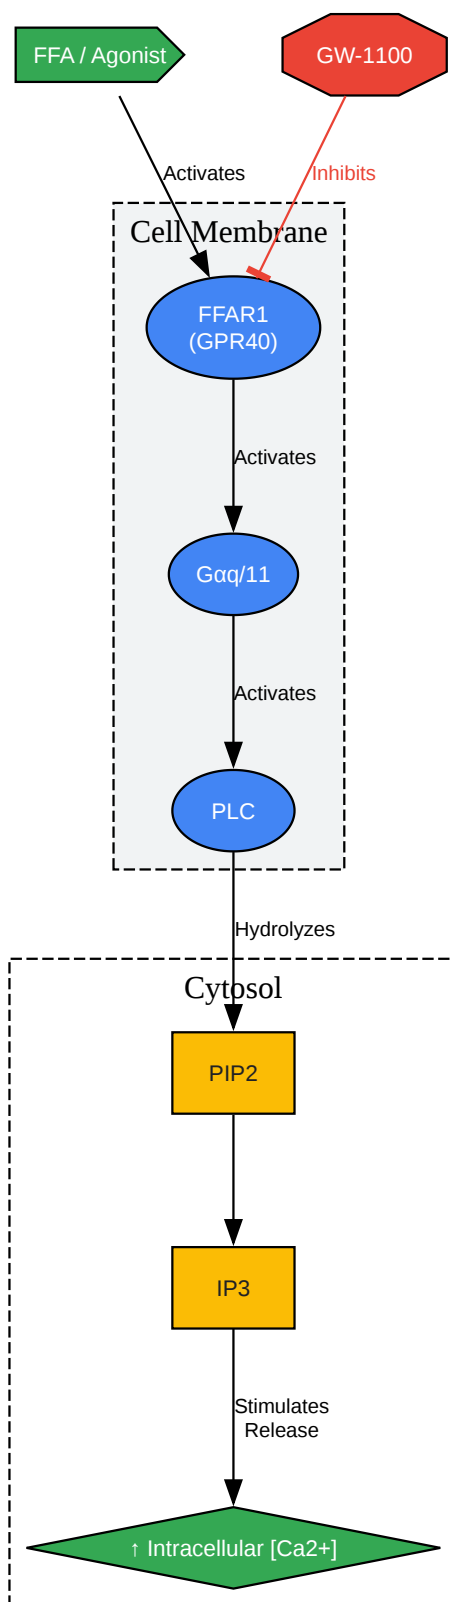 FFA / Agonist
GW-1100
Activates
Inhibits
Cell Membrane
FFAR1
(GPR40)
Activates
Gαq/11
Activates
PLC
Hydrolyzes
Cytosol
PIP2
IP3
Stimulates
Release
↑ Intracellular [Ca2+]